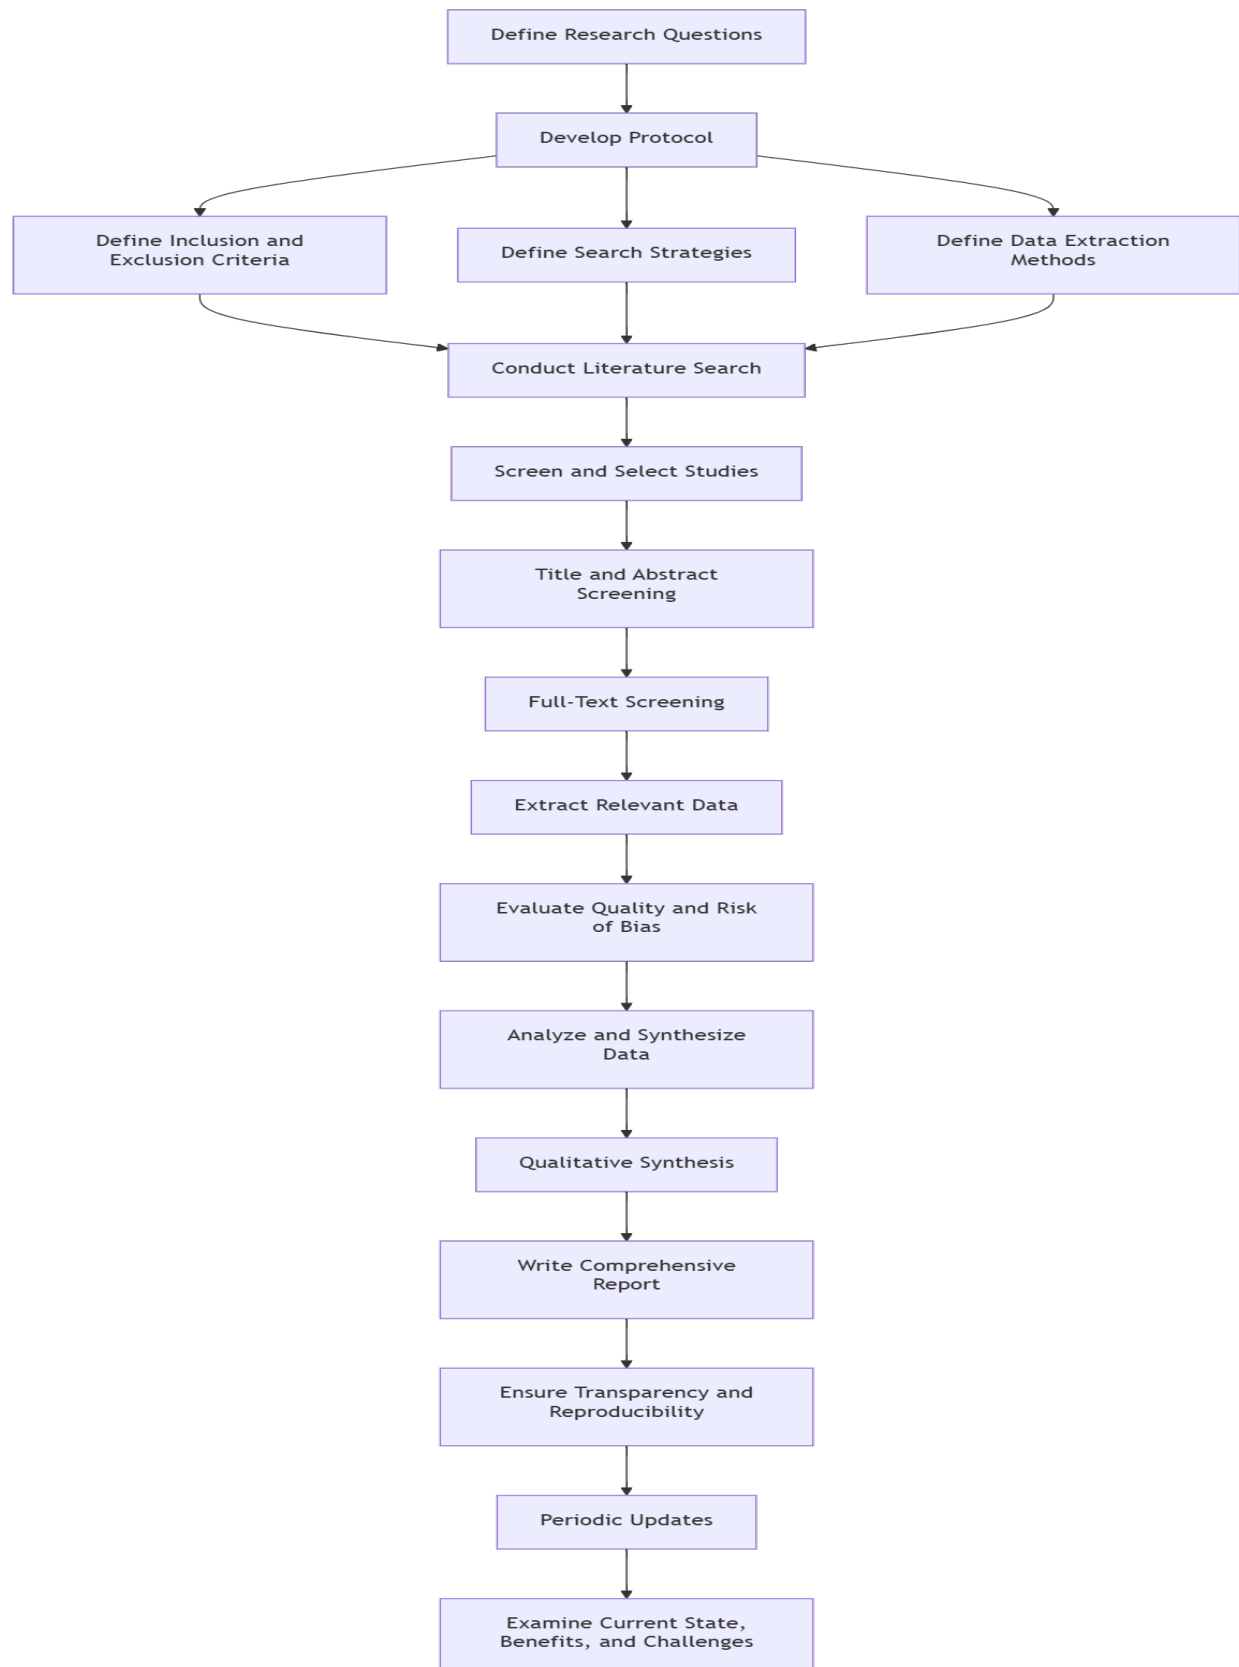 Define Research Questions
Develop Protocol
Define Inclusion and
Exclusion Criteria
Define Search Strategies
Define Data Extraction
Methods
Conduct Literature Search
Screen and Select Studies
Title and Abstract
Screening
Full-Text Screening
Extract Relevant Data
Evaluate Quality and Risk
of Bias
Analyze and Synthesize
Data
Qualitative Synthesis
Write Comprehensive
Report
Ensure Transparency and
Reproducibility
Periodic Updates
Examine Current State,
Benefits, and Challenges